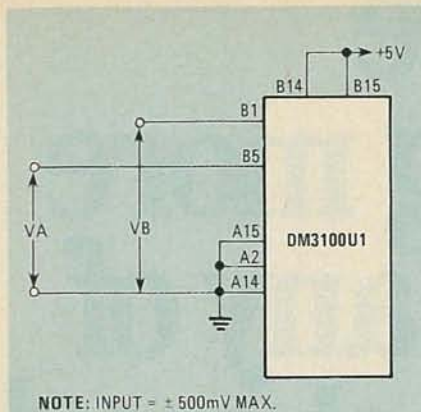 +5V
B14 B15
B1
B5
VA
VB
A15
A2
A14
DM3100U1
NOTE: INPUT = ± 500mV MAX.